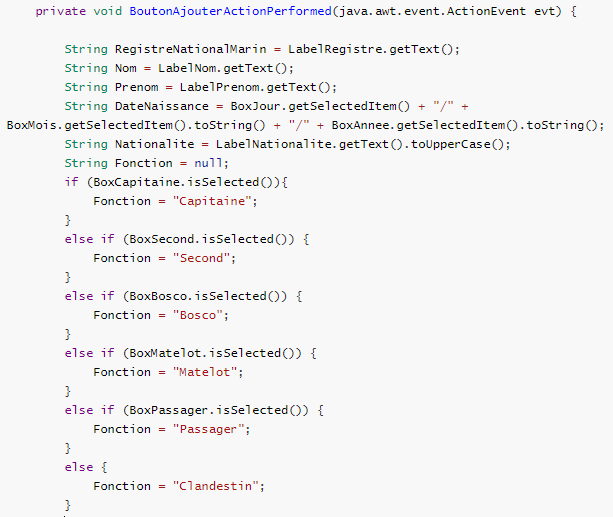 private void BoutonAjouterActionPerformed(java.awt.event.ActionEvent evt) {
String RegistreNationalMarin = LabelRegistre.getText();
String Nom = LabelNom.getText();
String Prenom = LabelPrenom.getText();
String DateNaissance = BoxJour.getSelectedItem() + "/" +
BoxMois.getSelectedItem().toString() + "/" + BoxAnnee.getSelectedItem().toString();
String Nationalite = LabelNationalite.getText().toUpperCase();
String Fonction = null;
if (BoxCapitaine.isSelected()){
Fonction = "Capitaine";
}
else if (BoxSecond.isSelected()) {
Fonction = "Second";
}
else if (BoxBosco.isSelected()) {
Fonction = "Bosco";
}
else if (BoxMatelot.isSelected()) {
Fonction = "Matelot";
}
else if (BoxPassager.isSelected()) {
Fonction = "Passager";
}
else {
Fonction = "Clandestin";
}